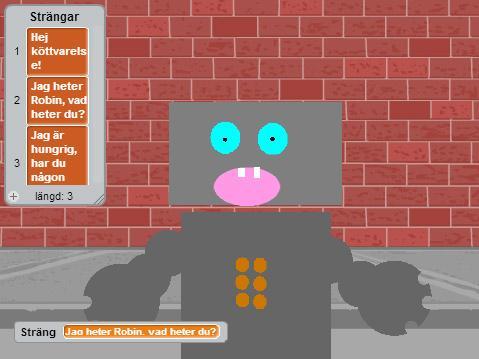 Strängar
1
Hej
köttvarels
e!
2
Jag heter
Robin, vad
heter du?
3
Jag är
hungrig,
har du
någon
+ längd: 3
Sträng Jag heter Robin, vad heter du?